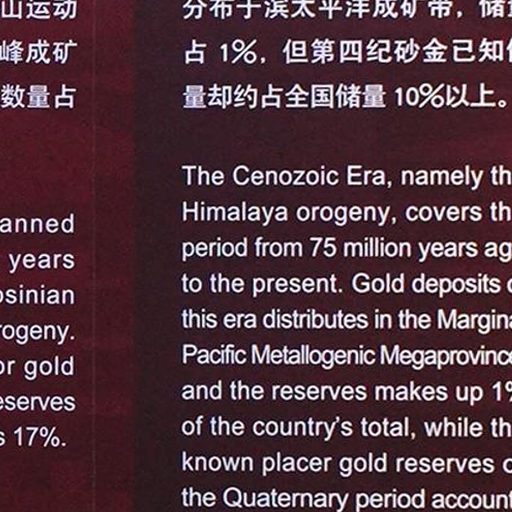 山运动
峰成矿
数量占
anned
years
osinian
rogeny.
or gold
eserves
s 17%.
分布于滨太平洋成矿带，储量
占 1%，但第四纪砂金已知
量却约占全国储量 10%以上。
The Cenozoic Era, namely th
Himalaya orogeny, covers th
period from 75 million years ag
to the present. Gold deposits o
this era distributes in the Margina
Pacific Metallogenic Megaprovince
and the reserves makes up 1%
of the country's total, while th
known placer gold reserves o
the Quaternary period account